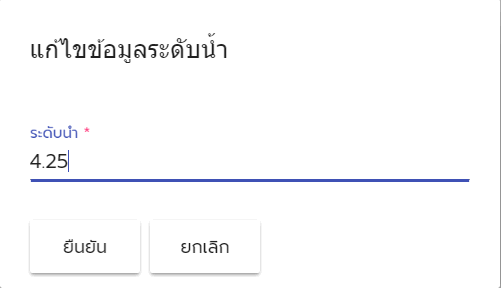 แก้ไขข้อมูลระดับน้ำ
ระดับนำ *
4.25
ยืนยัน
ยกเลิก